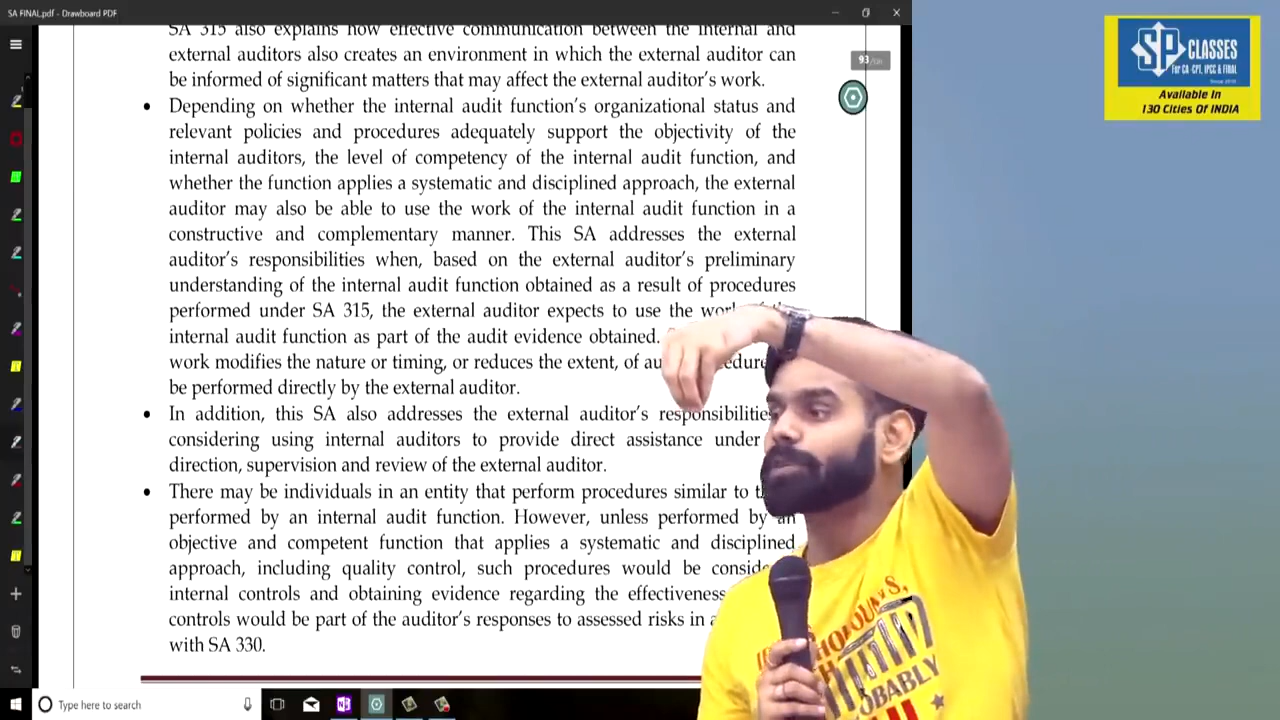 SA FINAL.pdf - Drawboard PDF
SA 315 also explains how effective communication between the internal and
external auditors also creates an environment in which the external auditor can
be informed of significant matters that may affect the external auditor's work.
93
• Depending on whether the internal audit function's organizational status and
relevant policies and procedures adequately support the objectivity of the
internal auditors, the level of competency of the internal audit function, and
whether the function applies a systematic and disciplined approach, the external
auditor may also be able to use the work of the internal audit function in a
constructive and complementary manner. This SA addresses the external
auditor's responsibilities when, based on the external auditor's preliminary
understanding of the internal audit function obtained as a result of procedures
performed under SA 315, the external auditor expects to use the work
internal audit function as part of the audit evidence obtained.
work modifies the nature or timing, or reduces the extent, of
be performed directly by the external auditor.
• In addition, this SA also addresses the external auditor's responsibilities
considering using internal auditors to provide direct assistance under
direction, supervision and review of the external auditor.
• There may be individuals in an entity that perform procedures similar to
performed by an internal audit function. However, unless performed by an
objective and competent function that applies a systematic and disciplined
approach, including quality control, such procedures would be
internal controls and obtaining evidence regarding the effectiveness
controls would be part of the auditor's responses to assessed risks in
with SA 330.
Type here to search
SP CLASSES
For CA-CPT, IPCC & FINAL
Available In
130 Cities Of INDIA